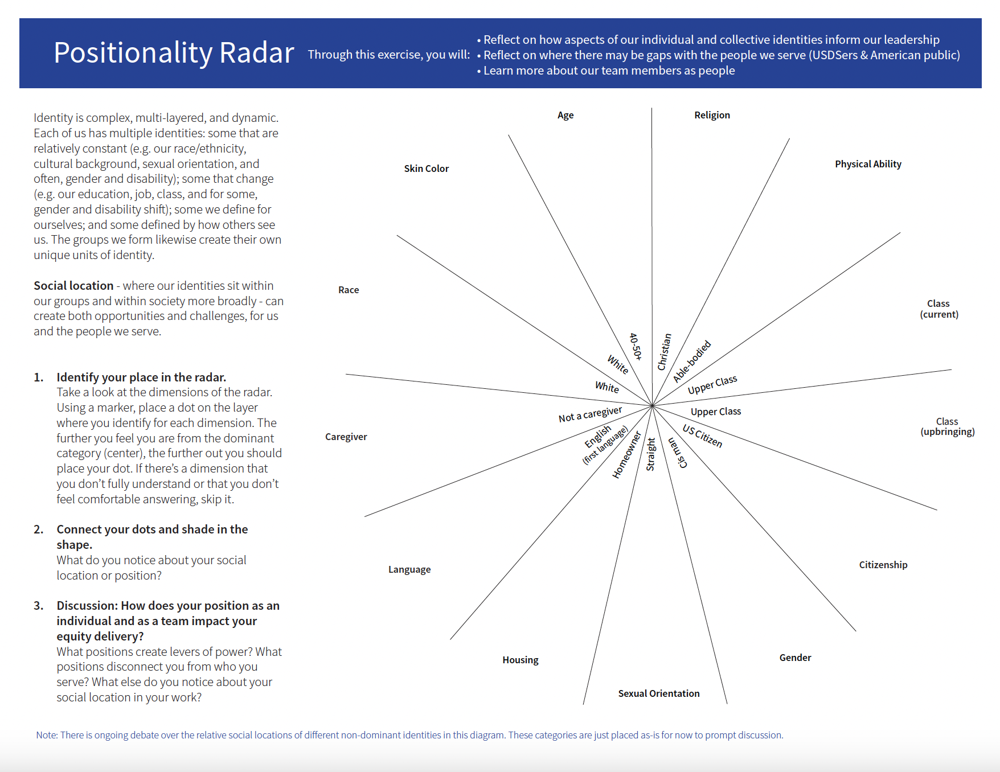 Positionality Radar
Through this exercise, you will:
• Reflect on how aspects of our individual and collective identities inform our leadership
• Reflect on where there may be gaps with the people we serve (USDSers & American public)
• Learn more about our team members as people
Identity is complex, multi-layered, and dynamic.
Each of us has multiple identities: some that are
relatively constant (e.g. our race/ethnicity,
cultural background, sexual orientation, and
often, gender and disability); some that change
(e.g. our education, job, class, and for some,
gender and disability shift); some we define for
ourselves; and some defined by how others see
us. The groups we form likewise create their own
unique units of identity.
Social location - where our identities sit within
our groups and within society more broadly - can
create both opportunities and challenges, for us
and the people we serve.
1. Identify your place in the radar.
Take a look at the dimensions of the radar.
Using a marker, place a dot on the layer
where you identify for each dimension. The
further you feel you are from the dominant
category (center), the further out you should
place your dot. If there’s a dimension that
you don’t fully understand or that you don’t
feel comfortable answering, skip it.
2. Connect your dots and shade in the
shape.
What do you notice about your social
location or position?
3. Discussion: How does your position as an
individual and as a team impact your
equity delivery?
What positions create levers of power? What
positions disconnect you from who you
serve? What else do you notice about your
social location in your work?
Age
Religion
Skin Color
Physical Ability
Race
Class
(current)
Caregiver
Class
(upbringing)
Language
Citizenship
Housing
Gender
Sexual Orientation
40-50+
Christian
White
Able-bodied
White
Upper Class
Not a caregiver
Upper Class
English
(first language)
US Citizen
Homeowner
Straight
Cis man
Note: There is ongoing debate over the relative social locations of different non-dominant identities in this diagram. These categories are just placed as-is for now to prompt discussion.